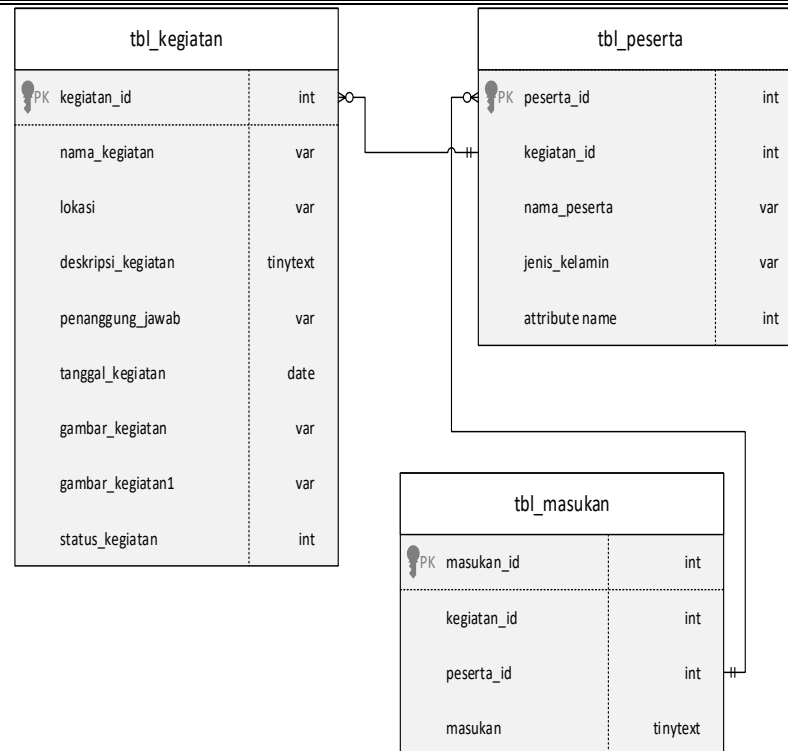 tbl_kegiatan
PK kegiatan_id int
nama_kegiatan var
lokasi var
deskripsi_kegiatan tinytext
penanggung_jawab var
tanggal_kegiatan date
gambar_kegiatan var
gambar_kegiatan1 var
status_kegiatan int
tbl_peserta
PK peserta_id int
kegiatan_id int
nama_peserta var
jenis_kelamin var
attribute name int
tbl_masukan
PK masukan_id int
kegiatan_id int
peserta_id int
masukan tinytext